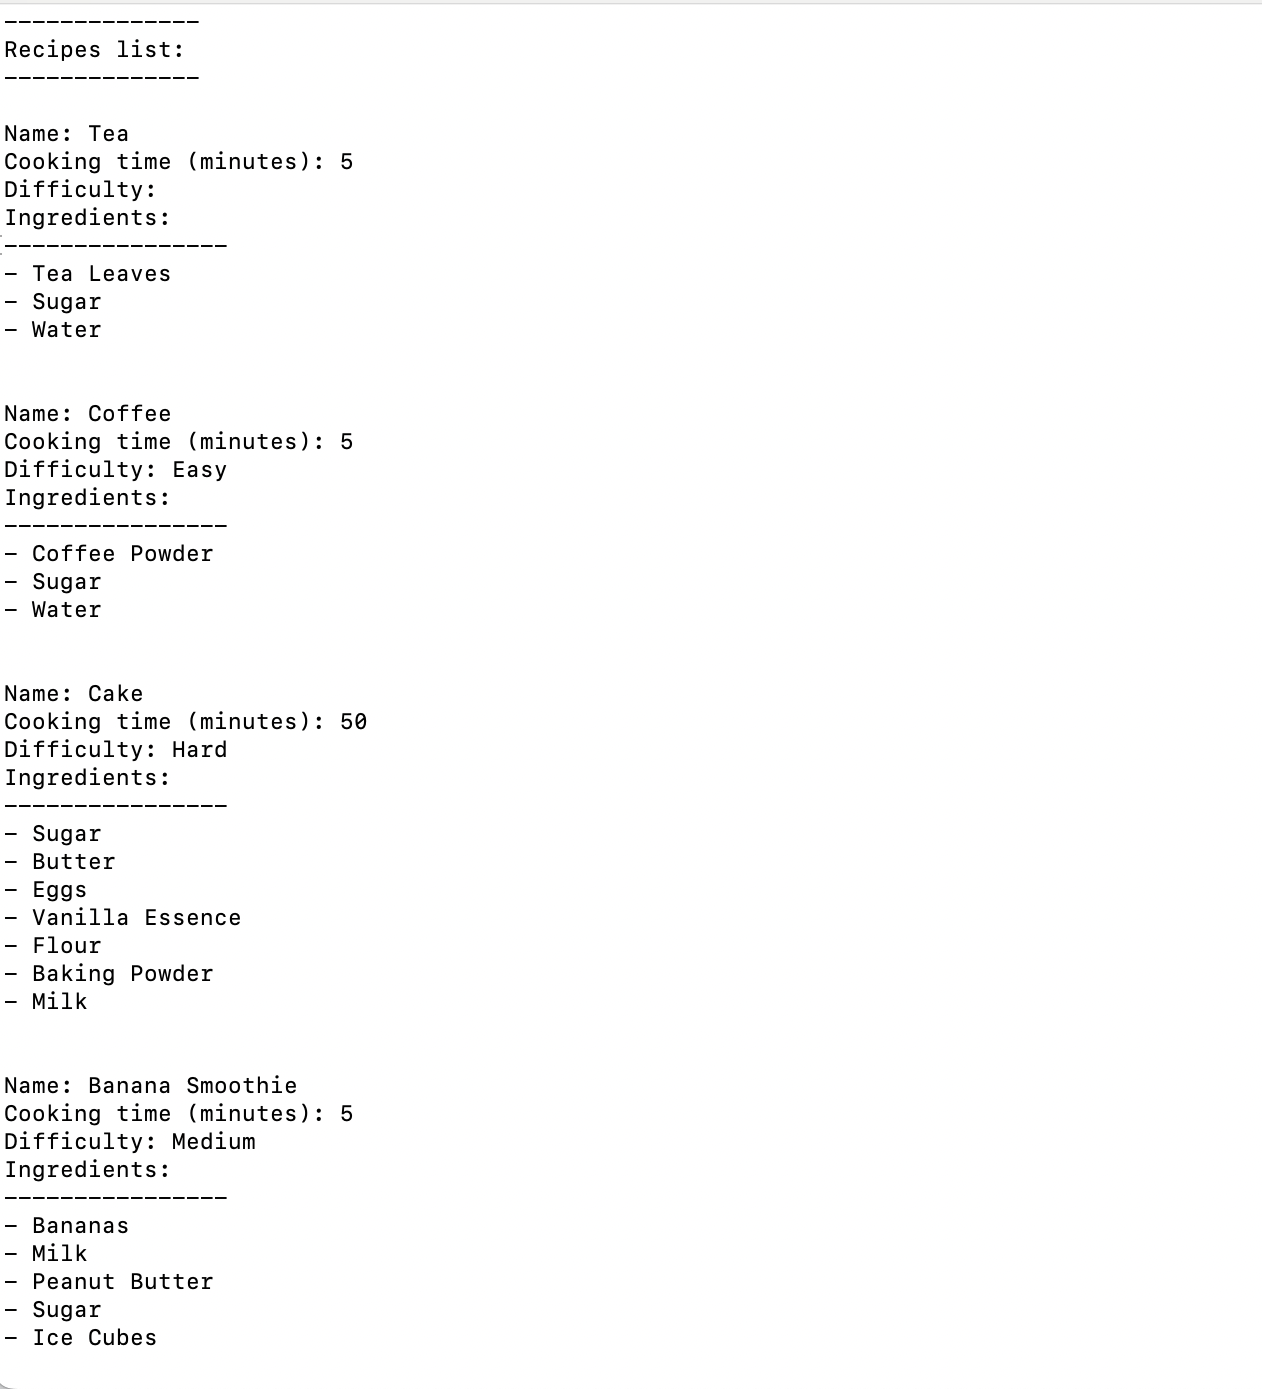 --------------
Recipes list:
--------------
Name: Tea
Cooking time (minutes): 5
Difficulty:
Ingredients:
----------------
- Tea Leaves
- Sugar
- Water
Name: Coffee
Cooking time (minutes): 5
Difficulty: Easy
Ingredients:
----------------
- Coffee Powder
- Sugar
- Water
Name: Cake
Cooking time (minutes): 50
Difficulty: Hard
Ingredients:
----------------
- Sugar
- Butter
- Eggs
- Vanilla Essence
- Flour
- Baking Powder
- Milk
Name: Banana Smoothie
Cooking time (minutes): 5
Difficulty: Medium
Ingredients:
----------------
- Bananas
- Milk
- Peanut Butter
- Sugar
- Ice Cubes